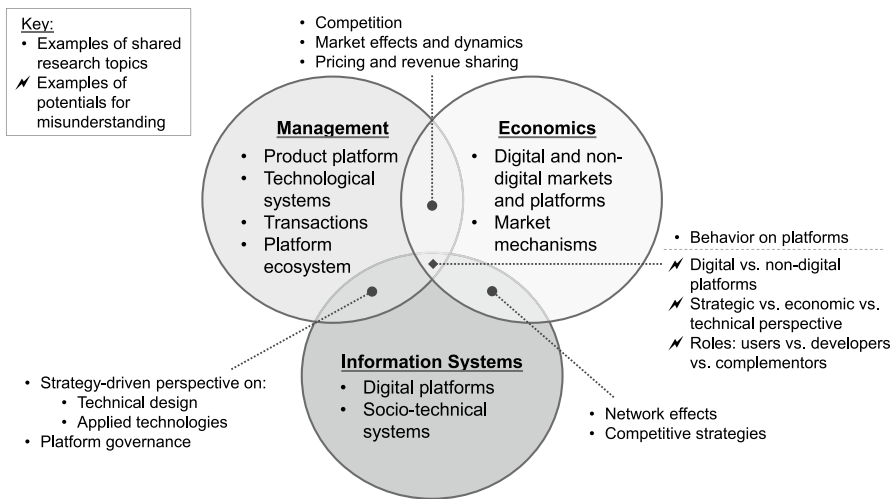 Key:
• Examples of shared
research topics
Examples of
potentials for
misunderstanding
• Competition
• Market effects and dynamics
• Pricing and revenue sharing
Management
• Product platform
• Technological
systems
• Transactions
• Platform
ecosystem
Economics
• Digital and non-
digital markets
and platforms
• Market
mechanisms
• Behavior on platforms
Digital vs. non-digital
platforms
Strategic vs. economic vs.
technical perspective
Roles: users vs. developers
vs. complementors
Information Systems
• Digital platforms
• Socio-technical
systems
• Strategy-driven perspective on:
• Technical design
• Applied technologies
• Platform governance
• Network effects
• Competitive strategies